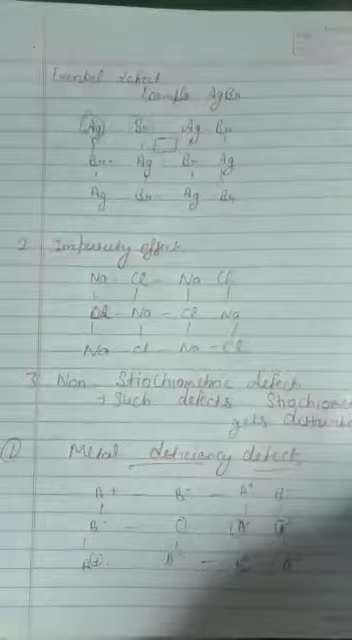 Frenkel defect
Example AgBr
Ag Br Ag Br
Br - Ag - Br Ag
Ag Br - Ag - Br
2 Impurity effect
Na - Cl - Na Cl
Cl - Na - Cl Na
Na - cl - Na - Cl
3 Non Stiochiometric defect
→ Such defects Stiochiome
gets disturb
① Metal deficiency defect
A+ — B- — A+ B
B- —
A(+)